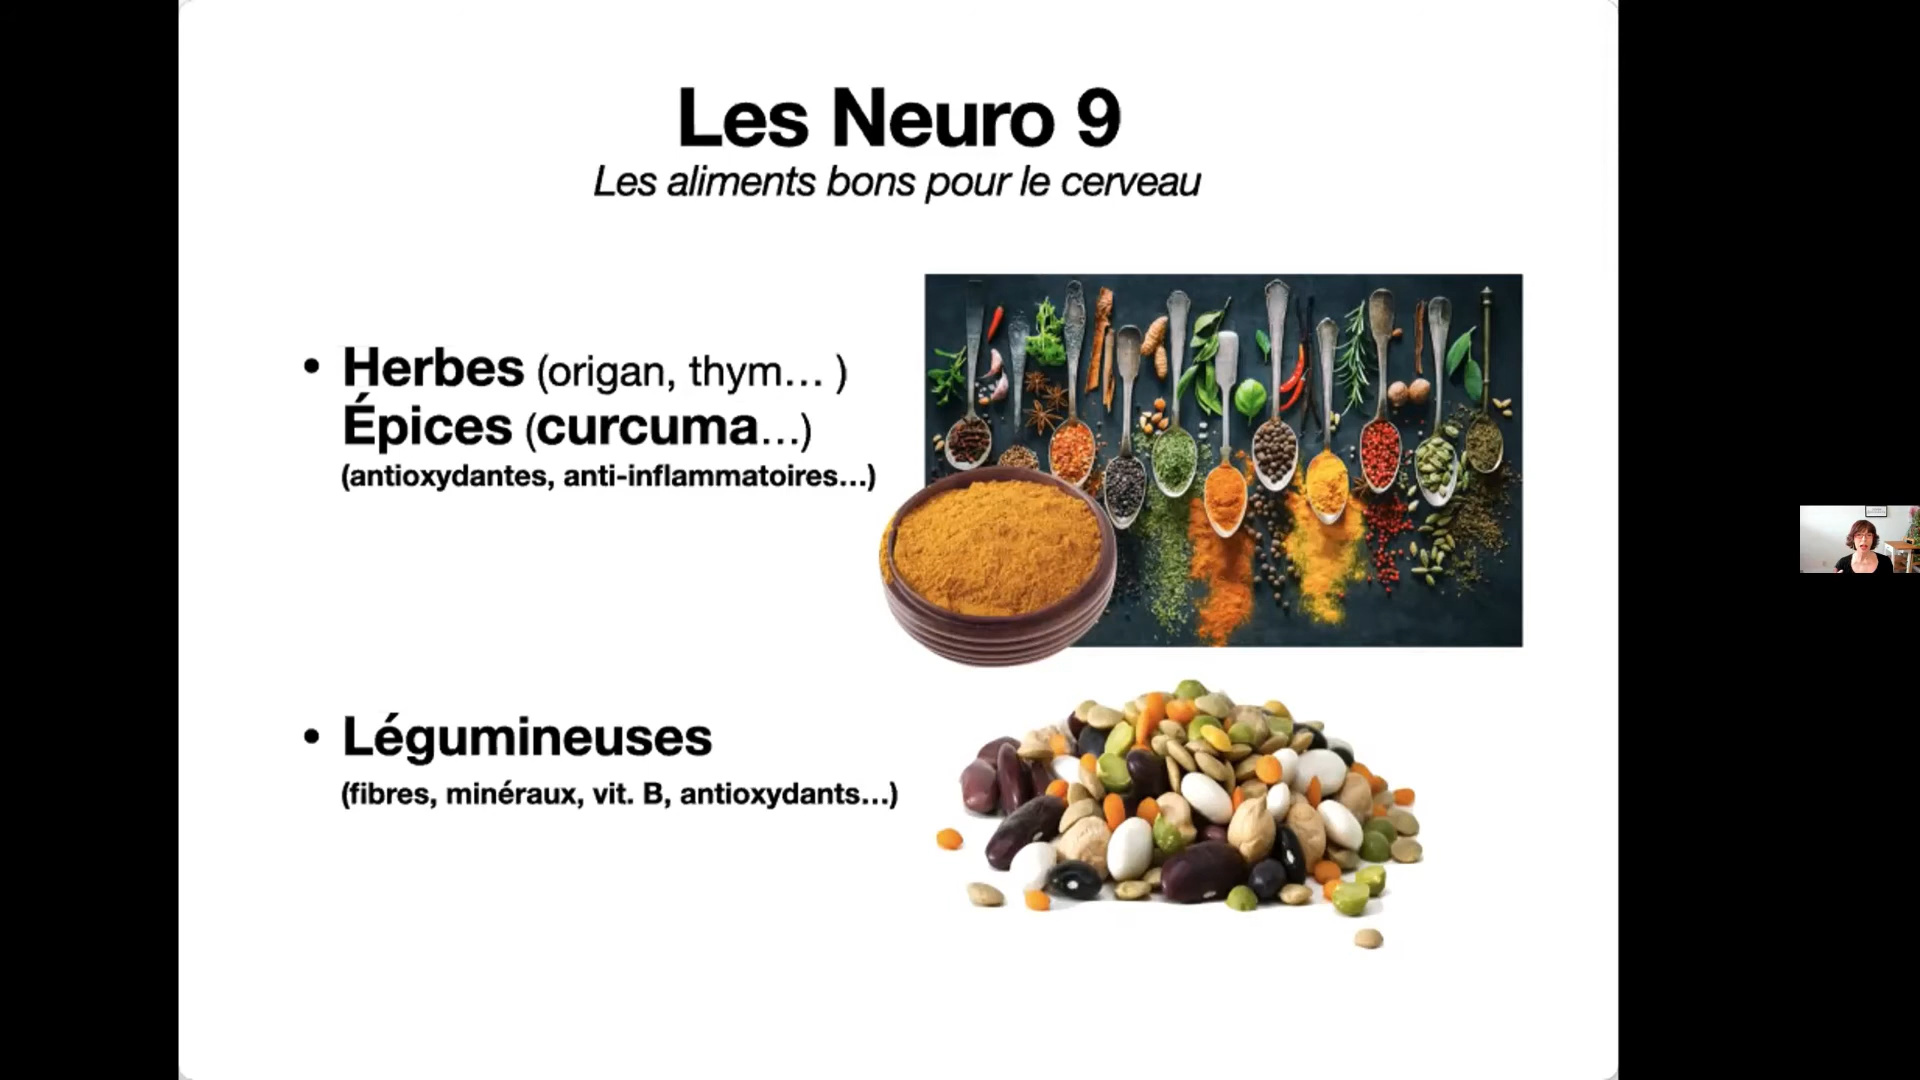 Les Neuro 9
Les aliments bons pour le cerveau
• Herbes (origan, thym... )
Épices (curcuma...)
(antioxydantes, anti-inflammatoires...)
• Légumineuses
(fibres, minéraux, vit. B, antioxydants...)